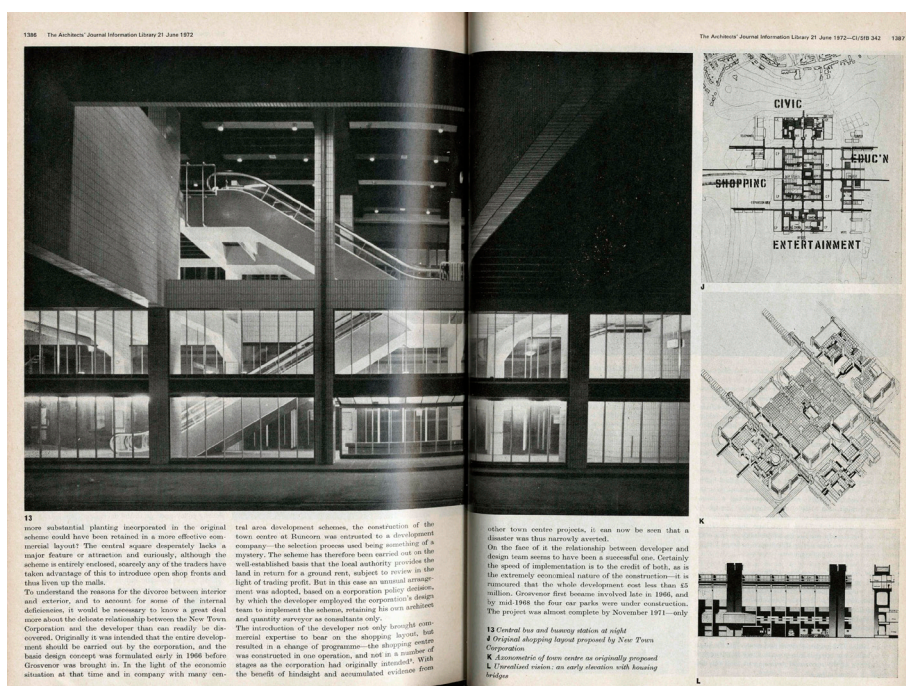 1386 The Architects' Journal Information Library 21 June 1972
13
more substantial planting incorporated in the original
scheme could have been retained in a more effective com-
mercial layout? The central square desperately lacks a
major feature or attraction and curiously, although the
scheme is entirely enclosed, scarcely any of the traders have
taken advantage of this to introduce open shop fronts and
thus liven up the malls.
To understand the reasons for the divorce between interior
and exterior, and to account for some of the internal
deficiencies, it would be necessary to know a great deal
more about the delicate relationship between the New Town
Corporation and the developer than can readily be dis-
covered. Originally it was intended that the entire develop-
ment should be carried out by the corporation, and the
basic design concept was formulated early in 1966 before
Grosvenor was brought in. In the light of the economic
situation at that time and in company with many cen-
tral area development schemes, the construction of the
town centre at Runcorn was entrusted to a development
company—the selection process used being something of a
mystery. The scheme has therefore been carried out on the
well-established basis that the local authority provides the
land in return for a ground rent, subject to review in the
light of trading profit. But in this case an unusual arrange-
ment was adopted, based on a corporation policy decision,
by which the developer employed the corporation's design
team to implement the scheme, retaining his own architect
and quantity surveyor as consultants only.
The introduction of the developer not only brought com-
mercial expertise to bear on the shopping layout, but
resulted in a change of programme—the shopping centre
was constructed in one operation, and not in a number of
stages as the corporation had originally intended⁴. With
the benefit of hindsight and accumulated evidence from
The Architects' Journal Information Library 21 June 1972—CI/SfB 342 1387
other town centre projects, it can now be seen that a
disaster was thus narrowly averted.
On the face of it the relationship between developer and
design team seems to have been a successful one. Certainly
the speed of implementation is to the credit of both, as is
the extremely economical nature of the construction—it is
rumoured that the whole development cost less than £5
million. Grosvenor first became involved late in 1966, and
by mid-1968 the four car parks were under construction.
The project was almost complete by November 1971—only
13 Central bus and busway station at night
J Original shopping layout proposed by New Town
Corporation
K Axonometric of town centre as originally proposed
L Unrealised vision: an early elevation with housing
bridges
CIVIC
EDUC'N
SHOPPING
ENTERTAINMENT
J
K
L